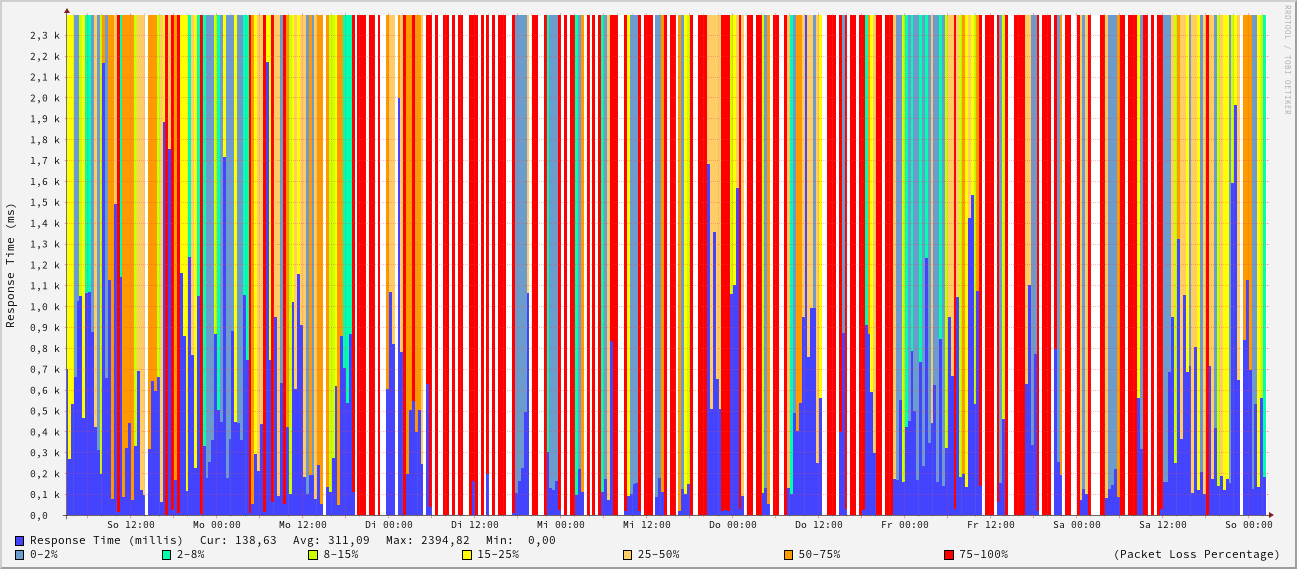 RRDTOOL / TOBI OETIKER
Response Time (ms)
2,3 k
2,2 k
2,1 k
2,0 k
1,9 k
1,8 k
1,7 k
1,6 k
1,5 k
1,4 k
1,3 k
1,2 k
1,1 k
1,0 k
0,9 k
0,8 k
0,7 k
0,6 k
0,5 k
0,4 k
0,3 k
0,2 k
0,1 k
0,0
So 12:00 Mo 00:00 Mo 12:00 Di 00:00 Di 12:00 Mi 00:00 Mi 12:00 Do 00:00 Do 12:00 Fr 00:00 Fr 12:00 Sa 00:00 Sa 12:00 So 00:00
Response Time (millis) Cur: 138,63 Avg: 311,09 Max: 2394,82 Min: 0,00
0-2% 2-8% 8-15% 15-25% 25-50% 50-75% 75-100% (Packet Loss Percentage)